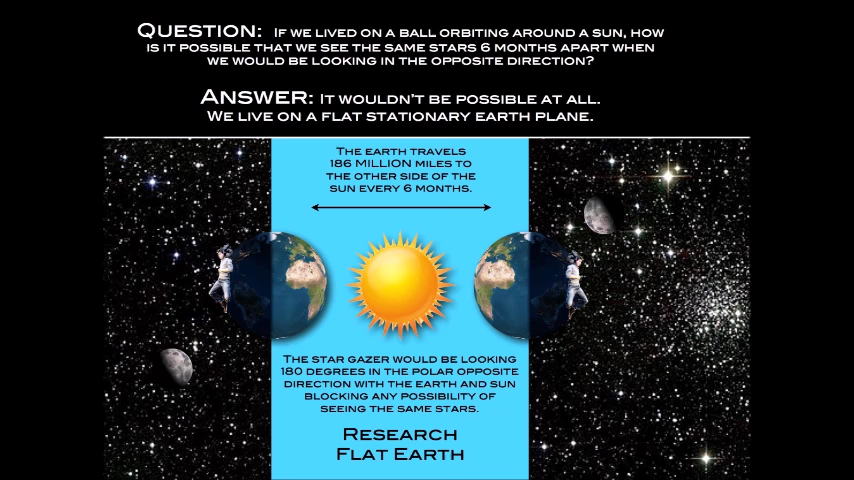 QUESTION: IF WE LIVED ON A BALL ORBITING AROUND A SUN, HOW
IS IT POSSIBLE THAT WE SEE THE SAME STARS 6 MONTHS APART WHEN
WE WOULD BE LOOKING IN THE OPPOSITE DIRECTION?
ANSWER: IT WOULDN'T BE POSSIBLE AT ALL.
WE LIVE ON A FLAT STATIONARY EARTH PLANE.
THE EARTH TRAVELS
186 MILLION MILES TO
THE OTHER SIDE OF THE
SUN EVERY 6 MONTHS.
THE STAR GAZER WOULD BE LOOKING
180 DEGREES IN THE POLAR OPPOSITE
DIRECTION WITH THE EARTH AND SUN
BLOCKING ANY POSSIBILITY OF
SEEING THE SAME STARS.
RESEARCH
FLAT EARTH